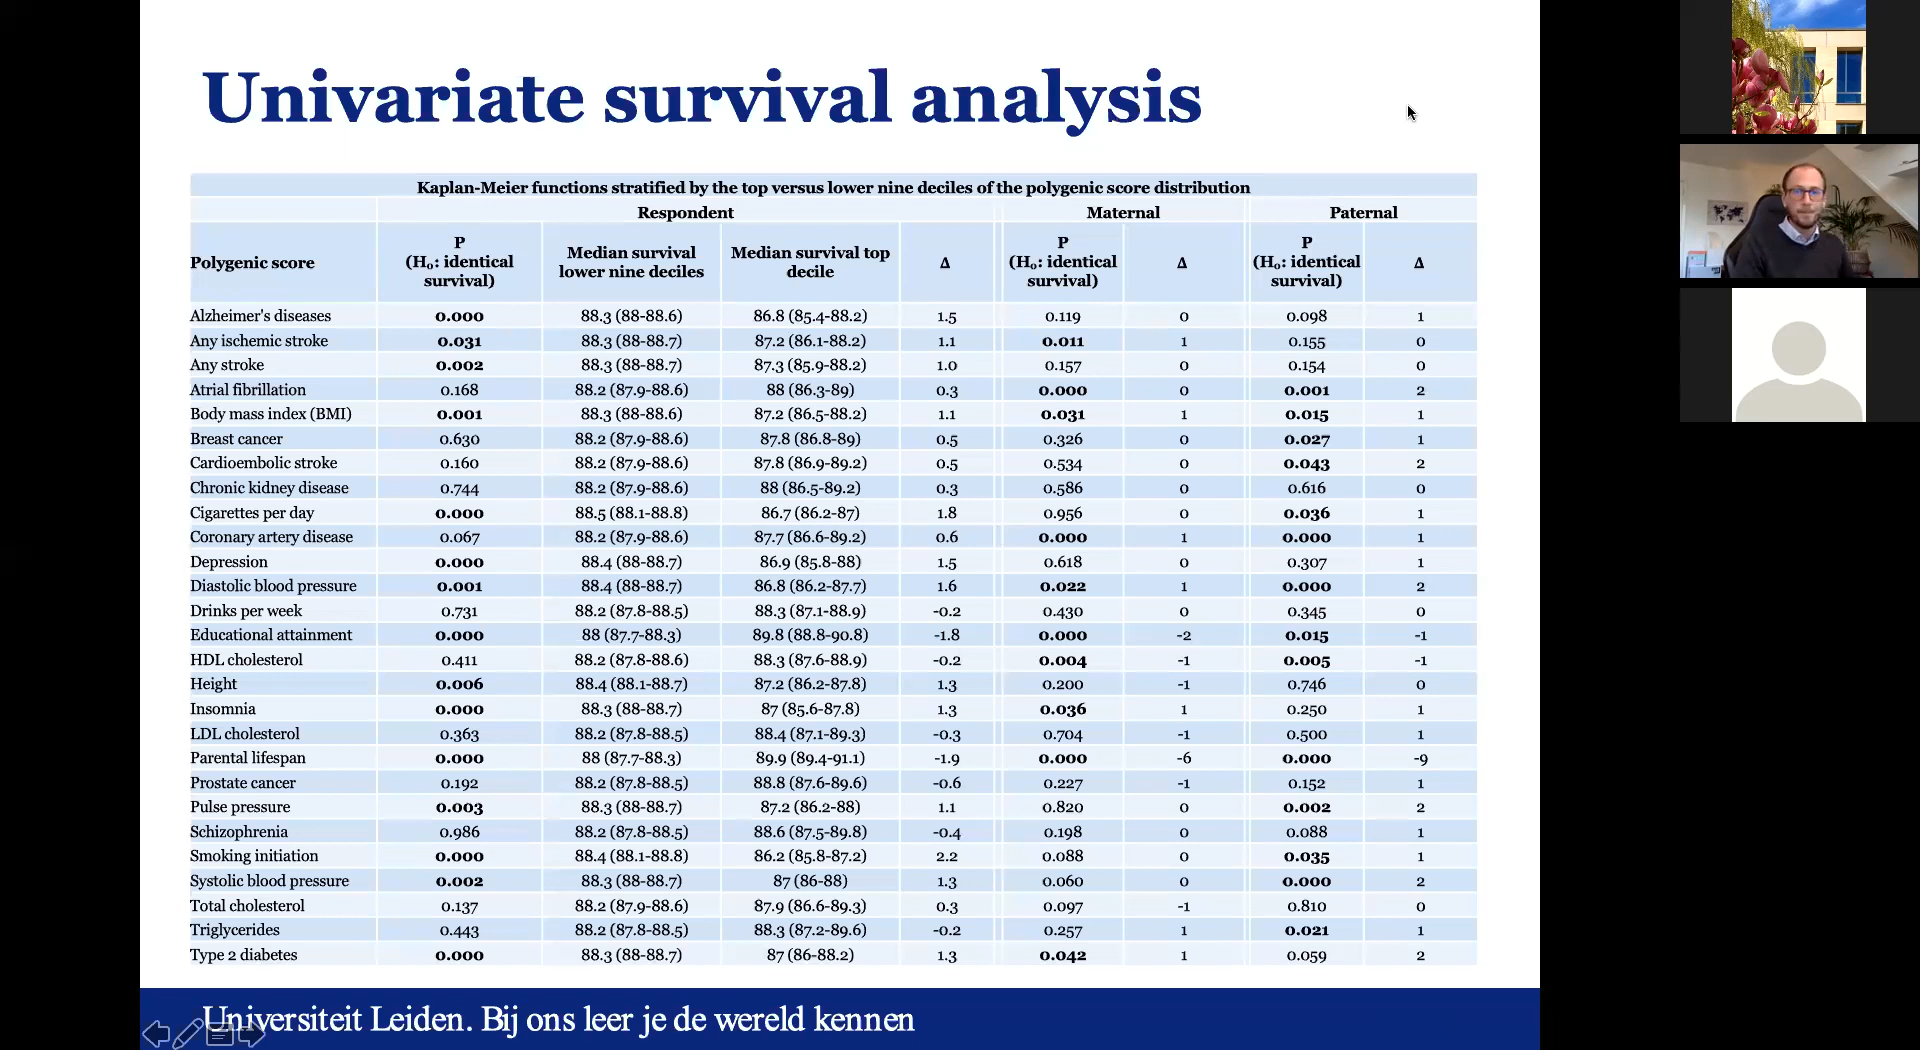 Univariate survival analysis
Kaplan-Meier functions stratified by the top versus lower nine deciles of the polygenic score distribution
Respondent Maternal Paternal
Polygenic score P (H₀: identical survival) Median survival lower nine deciles Median survival top decile Δ P (H₀: identical survival) Δ P (H₀: identical survival) Δ
Alzheimer's diseases 0.000 88.3 (88-88.6) 86.8 (85.4-88.2) 1.5 0.119 0 0.098 1
Any ischemic stroke 0.031 88.3 (88-88.7) 87.2 (86.1-88.2) 1.1 0.011 1 0.155 0
Any stroke 0.002 88.3 (88-88.7) 87.3 (85.9-88.2) 1.0 0.157 0 0.154 0
Atrial fibrillation 0.168 88.2 (87.9-88.6) 88 (86.3-89) 0.3 0.000 0 0.001 2
Body mass index (BMI) 0.001 88.3 (88-88.6) 87.2 (86.5-88.2) 1.1 0.031 1 0.015 1
Breast cancer 0.630 88.2 (87.9-88.6) 87.8 (86.8-89) 0.5 0.326 0 0.027 1
Cardioembolic stroke 0.160 88.2 (87.9-88.6) 87.8 (86.9-89.2) 0.5 0.534 0 0.043 2
Chronic kidney disease 0.744 88.2 (87.9-88.6) 88 (86.5-89.2) 0.3 0.586 0 0.616 0
Cigarettes per day 0.000 88.5 (88.1-88.8) 86.7 (86.2-87) 1.8 0.956 0 0.036 1
Coronary artery disease 0.067 88.2 (87.9-88.6) 87.7 (86.6-89.2) 0.6 0.000 1 0.000 1
Depression 0.000 88.4 (88-88.7) 86.9 (85.8-88) 1.5 0.618 0 0.307 1
Diastolic blood pressure 0.001 88.4 (88-88.7) 86.8 (86.2-87.7) 1.6 0.022 1 0.000 2
Drinks per week 0.731 88.2 (87.8-88.5) 88.3 (87.1-88.9) -0.2 0.430 0 0.345 0
Educational attainment 0.000 88 (87.7-88.3) 89.8 (88.8-90.8) -1.8 0.000 -2 0.015 -1
HDL cholesterol 0.411 88.2 (87.8-88.6) 88.3 (87.6-88.9) -0.2 0.004 -1 0.005 -1
Height 0.006 88.4 (88.1-88.7) 87.2 (86.2-87.8) 1.3 0.200 -1 0.746 0
Insomnia 0.000 88.3 (88-88.7) 87 (85.6-87.8) 1.3 0.036 1 0.250 1
LDL cholesterol 0.363 88.2 (87.8-88.5) 88.4 (87.1-89.3) -0.3 0.704 -1 0.500 1
Parental lifespan 0.000 88 (87.7-88.3) 89.9 (89.4-91.1) -1.9 0.000 -6 0.000 -9
Prostate cancer 0.192 88.2 (87.8-88.5) 88.8 (87.6-89.6) -0.6 0.227 -1 0.152 1
Pulse pressure 0.003 88.3 (88-88.7) 87.2 (86.2-88) 1.1 0.820 0 0.002 2
Schizophrenia 0.986 88.2 (87.8-88.5) 88.6 (87.5-89.8) -0.4 0.198 0 0.088 1
Smoking initiation 0.000 88.4 (88.1-88.8) 86.2 (85.8-87.2) 2.2 0.088 0 0.035 1
Systolic blood pressure 0.002 88.3 (88-88.7) 87 (86-88) 1.3 0.060 0 0.000 2
Total cholesterol 0.137 88.2 (87.9-88.6) 87.9 (86.6-89.3) 0.3 0.097 -1 0.810 0
Triglycerides 0.443 88.2 (87.8-88.5) 88.3 (87.2-89.6) -0.2 0.257 1 0.021 1
Type 2 diabetes 0.000 88.3 (88-88.7) 87 (86-88.2) 1.3 0.042 1 0.059 2
Universiteit Leiden. Bij ons leer je de wereld kennen